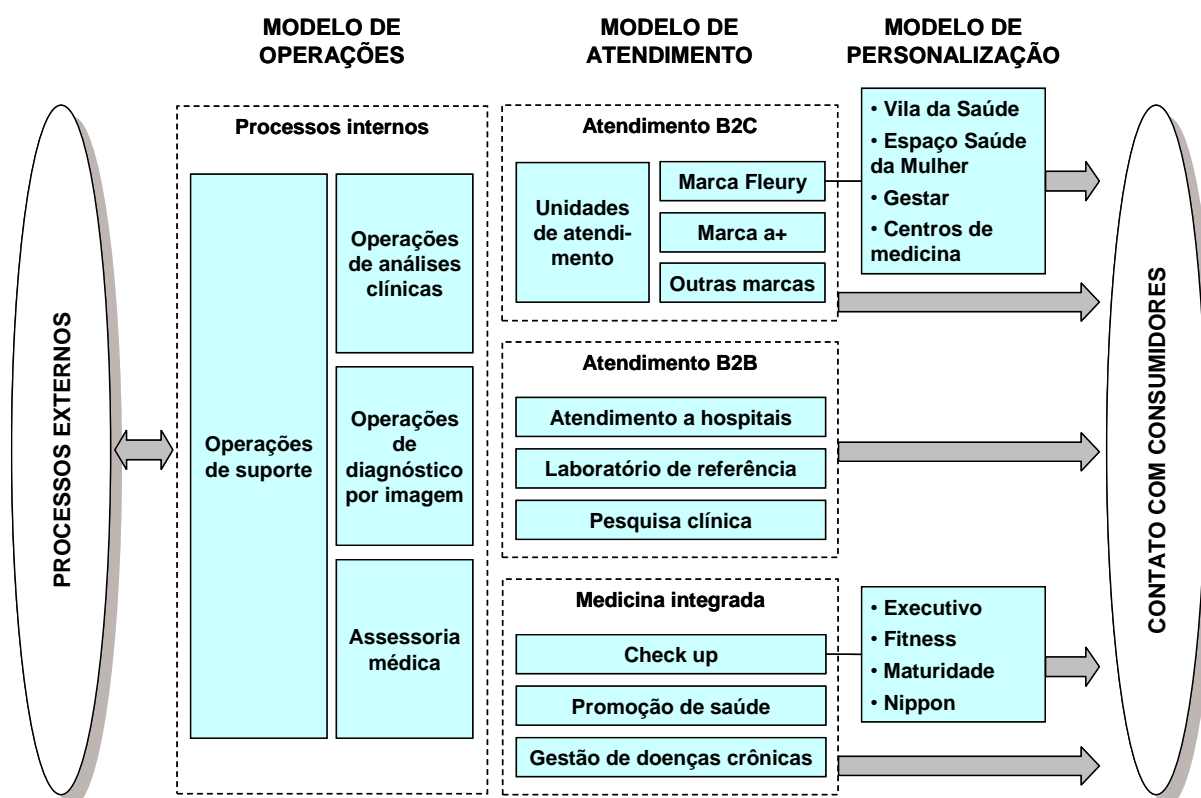 MODELO DE
OPERAÇÕES
MODELO DE
ATENDIMENTO
MODELO DE
PERSONALIZAÇÃO
PROCESSOS EXTERNOS
Processos internos
Operações
de suporte
Operações
de análises
clínicas
Operações
de
diagnóstico
por imagem
Assessoria
médica
Atendimento B2C
Unidades
de atendi-
mento
Marca Fleury
Marca a+
Outras marcas
• Vila da Saúde
• Espaço Saúde
da Mulher
• Gestar
• Centros de
medicina
Atendimento B2B
Atendimento a hospitais
Laboratório de referência
Pesquisa clínica
Medicina integrada
Check up
Promoção de saúde
Gestão de doenças crônicas
• Executivo
• Fitness
• Maturidade
• Nippon
CONTATO COM CONSUMIDORES